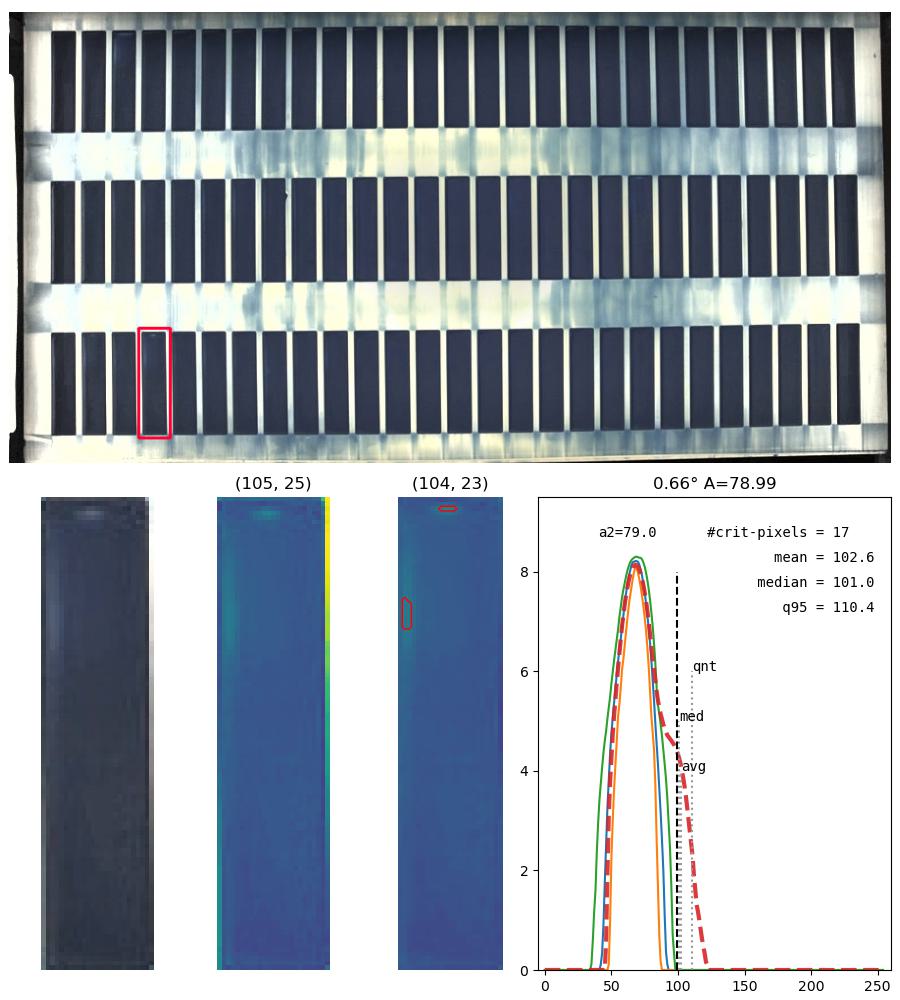 (105, 25)
(104, 23)
0.66° A=78.99
a2=79.0
#crit-pixels = 17
mean = 102.6
median = 101.0
q95 = 110.4
qnt
med
avg
8
6
4
2
0
0 50 100 150 200 250